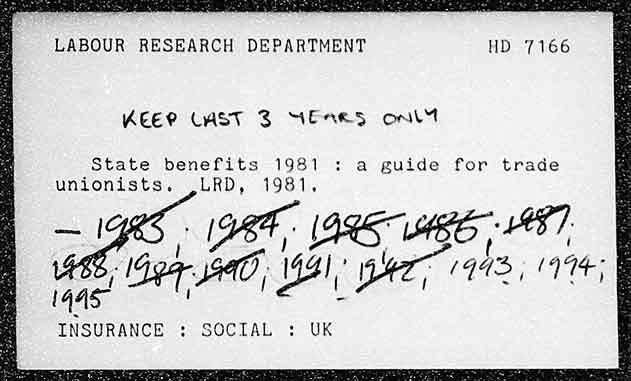 LABOUR RESEARCH DEPARTMENT HD 7166
KEEP LAST 3 YEARS ONLY
State benefits 1981 : a guide for trade
unionists. LRD, 1981.
- 1983; 1984; 1985; 1986; 1987;
1988; 1989; 1990; 1991; 1992; 1993; 1994;
1995
INSURANCE : SOCIAL : UK